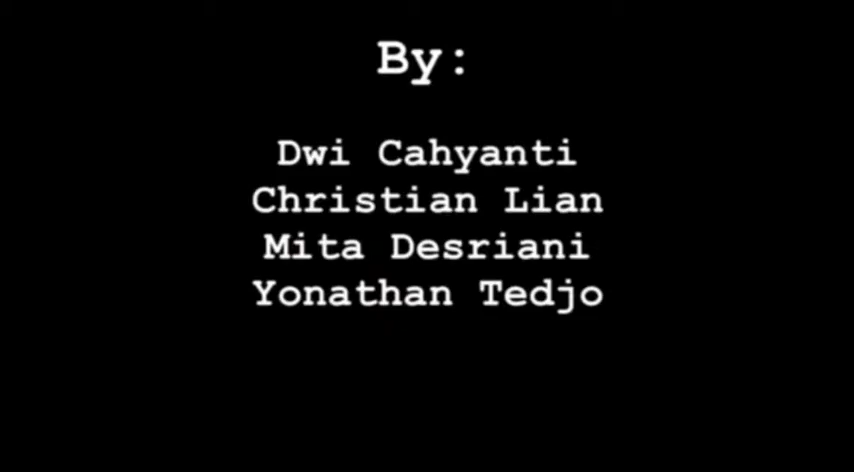 By:
Dwi Cahyanti
Christian Lian
Mita Desriani
Yonathan Tedjo